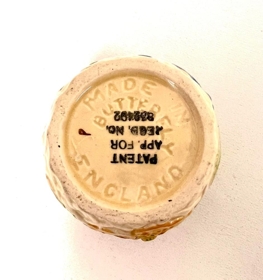 MADE IN
BUTTERFLY
ENGLAND
PATENT
APP. FOR
REGD. No.